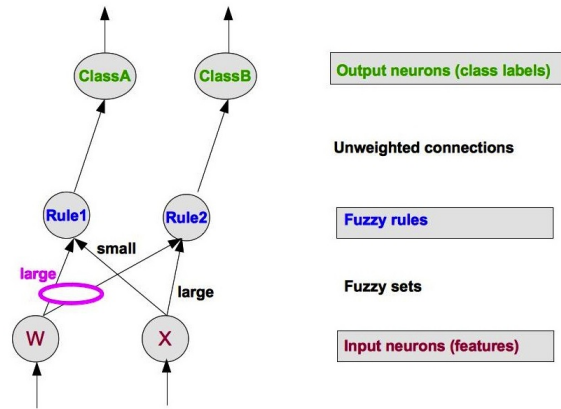 ClassA
ClassB
Output neurons (class labels)
Unweighted connections
Rule1
Rule2
Fuzzy rules
small
large
large
Fuzzy sets
W
X
Input neurons (features)